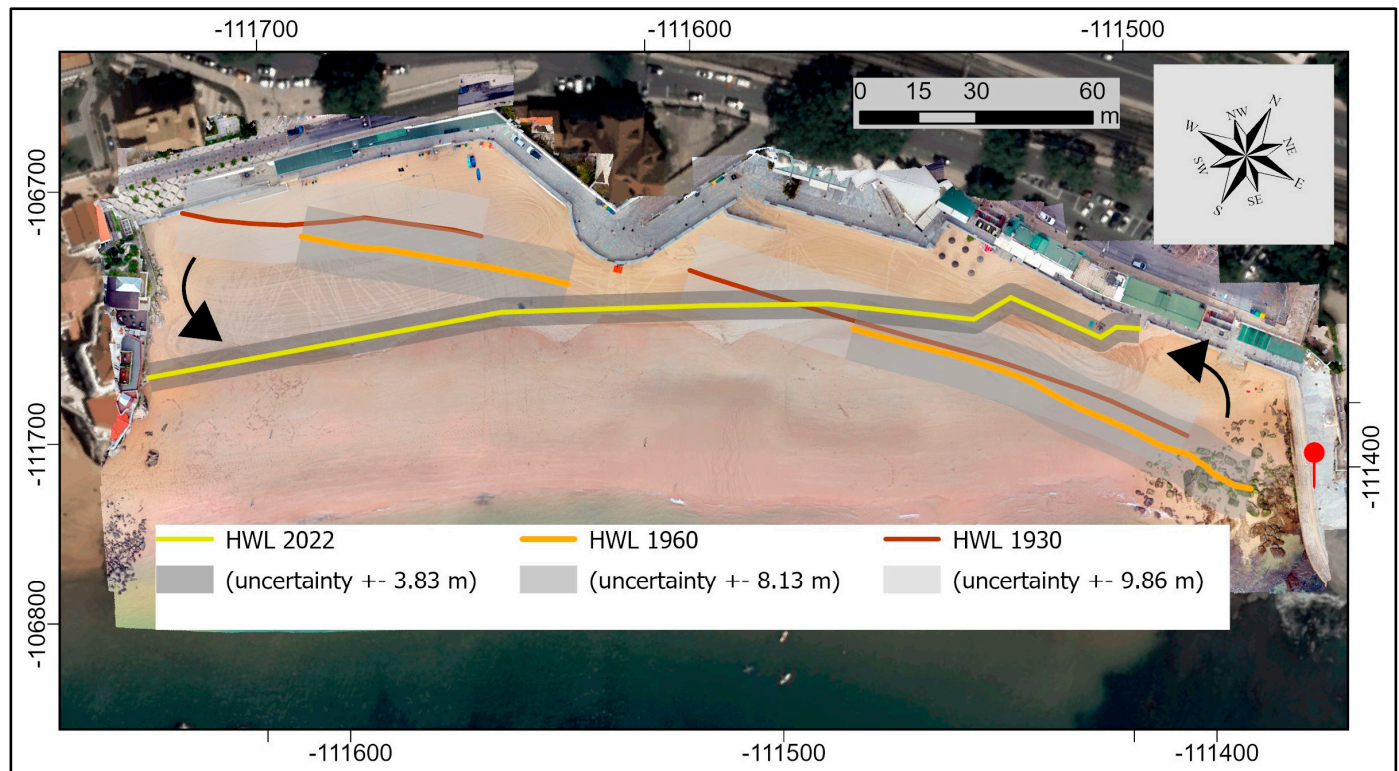 -111700
-111600
-111500
0 15 30 60
m
N
NW
W
NE
SW
E
S
SE
-106700
-111700
-111400
HWL 2022
HWL 1960
HWL 1930
(uncertainty +- 3.83 m)
(uncertainty +- 8.13 m)
(uncertainty +- 9.86 m)
-106800
-111600
-111500
-111400